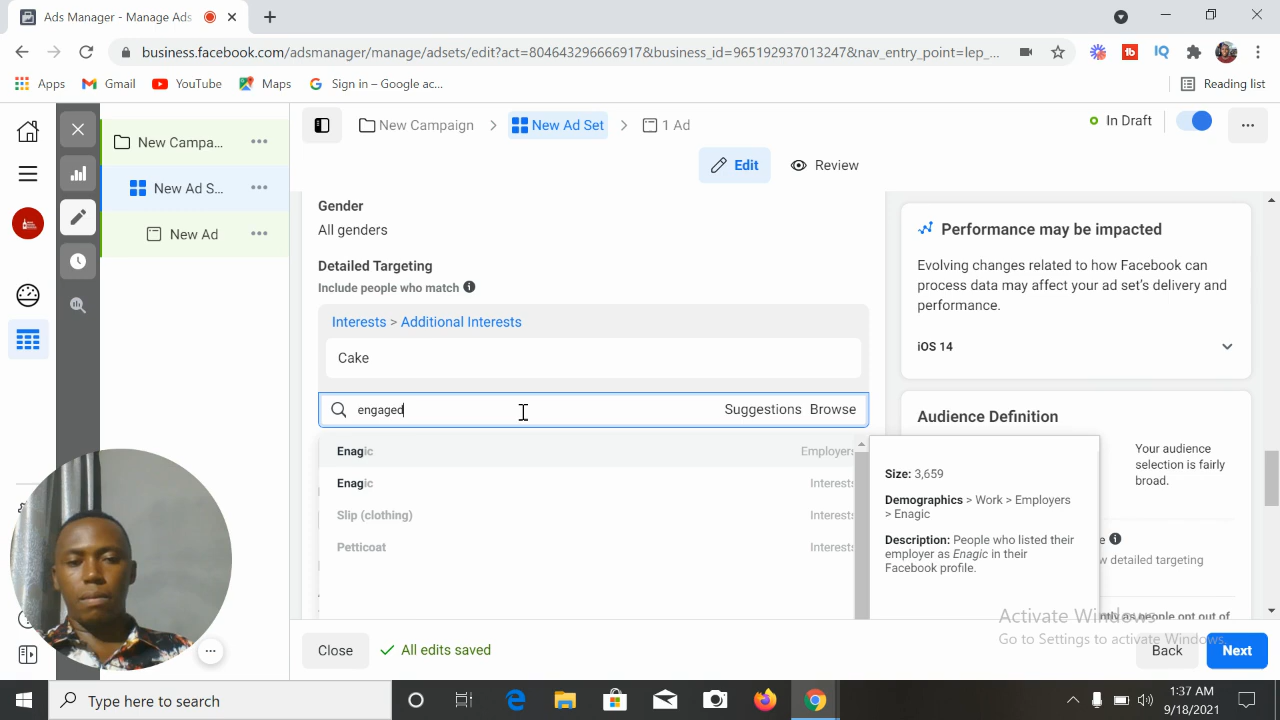 Ads Manager - Manage Ads
business.facebook.com/adsmanager/manage/adsets/edit?act=804643296666917&business_id=965192937013247&nav_entry_point=lep_...
Apps
Gmail
YouTube
Maps
Sign in – Google ac...
Reading list
New Campaign
New Ad Set
1 Ad
In Draft
New Campa...
New Ad S...
New Ad
Edit
Review
Gender
All genders
Detailed Targeting
Include people who match
Interests > Additional Interests
Cake
engaged
Suggestions Browse
Enagic Employers
Enagic Interests
Slip (clothing) Interests
Petticoat Interests
Size: 3,659
Demographics > Work > Employers
> Enagic
Description: People who listed their
employer as Enagic in their
Facebook profile.
Performance may be impacted
Evolving changes related to how Facebook can
process data may affect your ad set's delivery and
performance.
iOS 14
Audience Definition
Your audience
selection is fairly
broad.
detailed targeting
as people opt out of
Activate Windows
Go to Settings to activate Windows.
Close
All edits saved
Back
Next
Type here to search
1:37 AM
9/18/2021